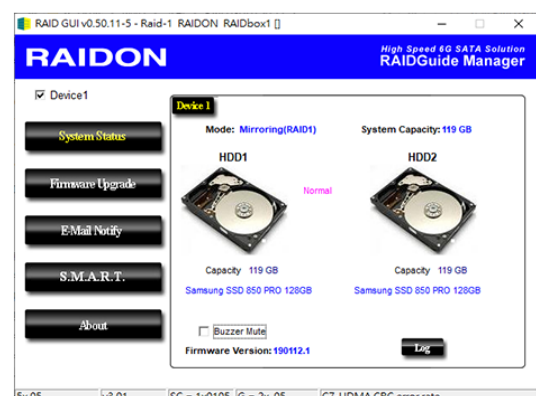 RAID GUI v0.50.11-5 - Raid-1 RAIDON RAIDbox1 []
RAIDON
High Speed 6G SATA Solution
RAIDGuide Manager
Device1
Device 1
System Status
Mode: Mirroring(RAID1)
System Capacity: 119 GB
HDD1
HDD2
Firmware Upgrade
Normal
E-Mail Notify
S.M.A.R.T.
Capacity 119 GB
Capacity 119 GB
Samsung SSD 850 PRO 128GB
Samsung SSD 850 PRO 128GB
About
Buzzer Mute
Firmware Version: 190112.1
Log